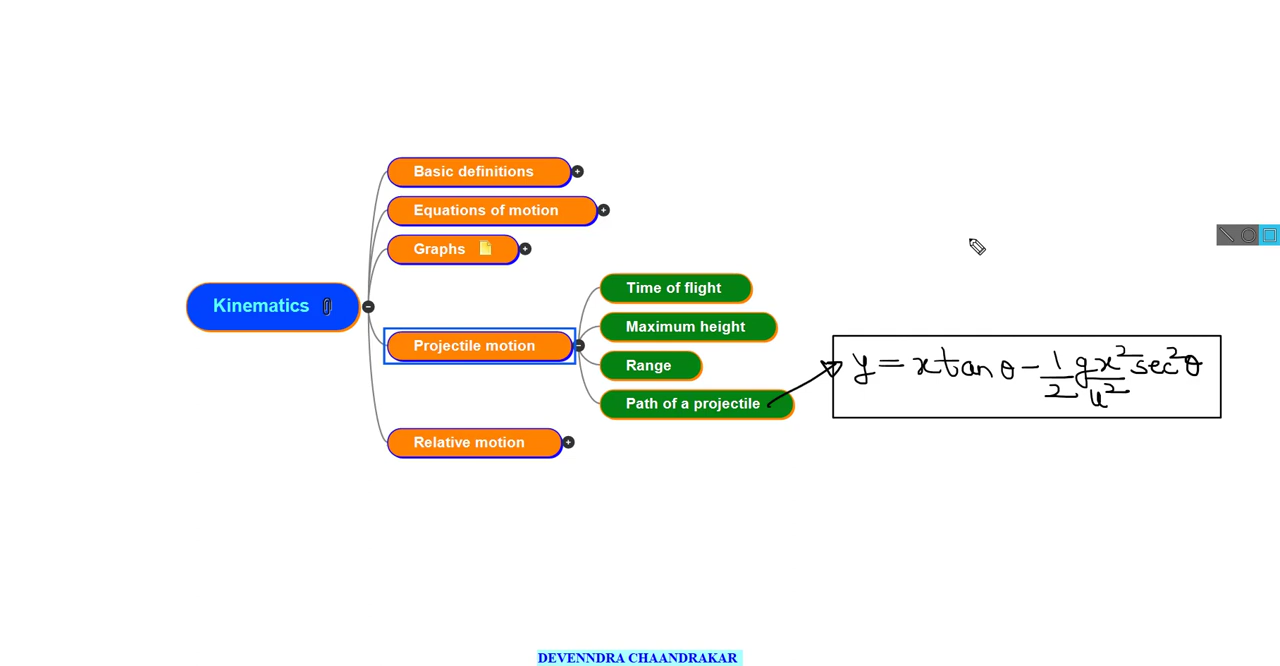 Basic definitions
Equations of motion
Graphs
Kinematics
Projectile motion
Time of flight
Maximum height
Range
Path of a projectile
y = x tan θ − 1/2 gx²/u² sec²θ
Relative motion
DEVENNDRA CHAANDRAKAR